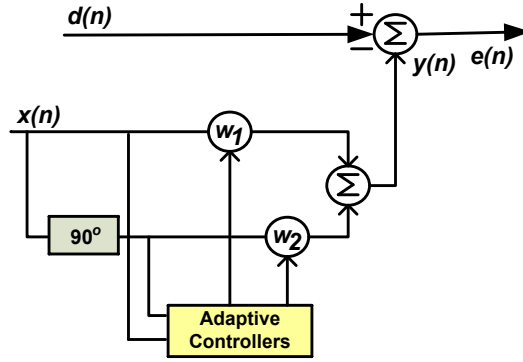 d(n)
+
−
Σ
y(n)
e(n)
x(n)
w1
Σ
90°
w2
Adaptive
Controllers